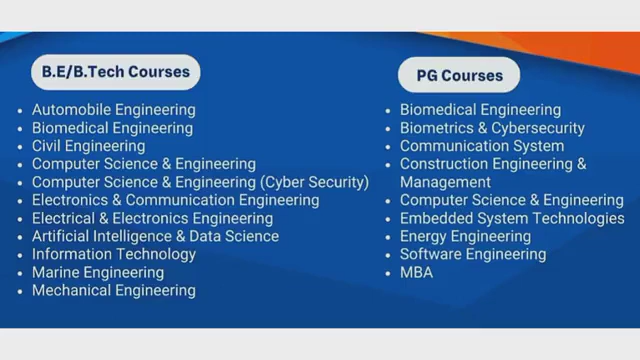 B.E/B.Tech Courses
• Automobile Engineering
• Biomedical Engineering
• Civil Engineering
• Computer Science & Engineering
• Computer Science & Engineering (Cyber Security)
• Electronics & Communication Engineering
• Electrical & Electronics Engineering
• Artificial Intelligence & Data Science
• Information Technology
• Marine Engineering
• Mechanical Engineering
PG Courses
• Biomedical Engineering
• Biometrics & Cybersecurity
• Communication System
• Construction Engineering &
Management
• Computer Science & Engineering
• Embedded System Technologies
• Energy Engineering
• Software Engineering
• MBA